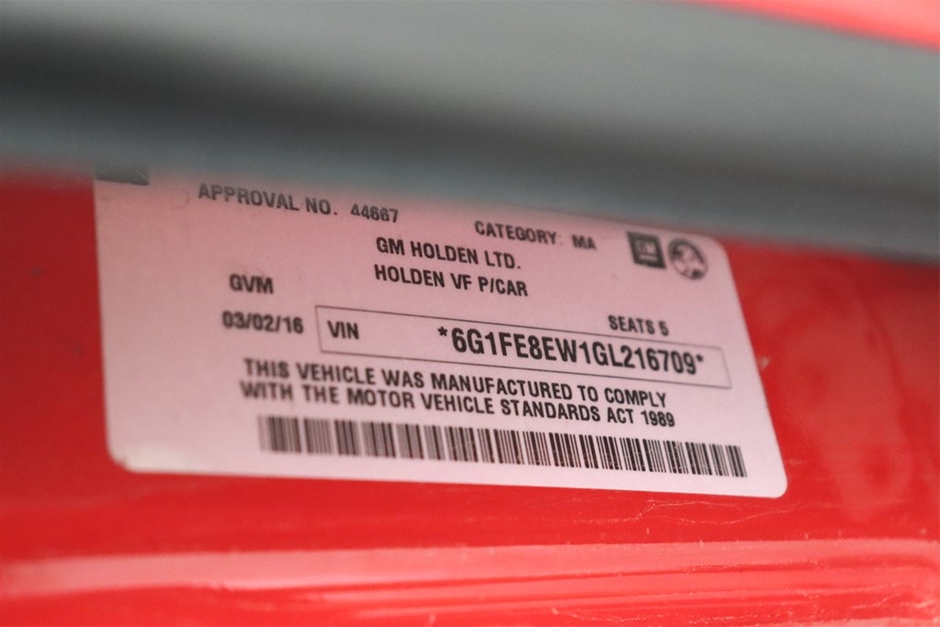 APPROVAL NO. 44667 CATEGORY: MA
GM
GM HOLDEN LTD.
HOLDEN VF P/CAR
GVM
SEATS 5
03/02/16 VIN *6G1FE8EW1GL216709*
THIS VEHICLE WAS MANUFACTURED TO COMPLY
WITH THE MOTOR VEHICLE STANDARDS ACT 1989